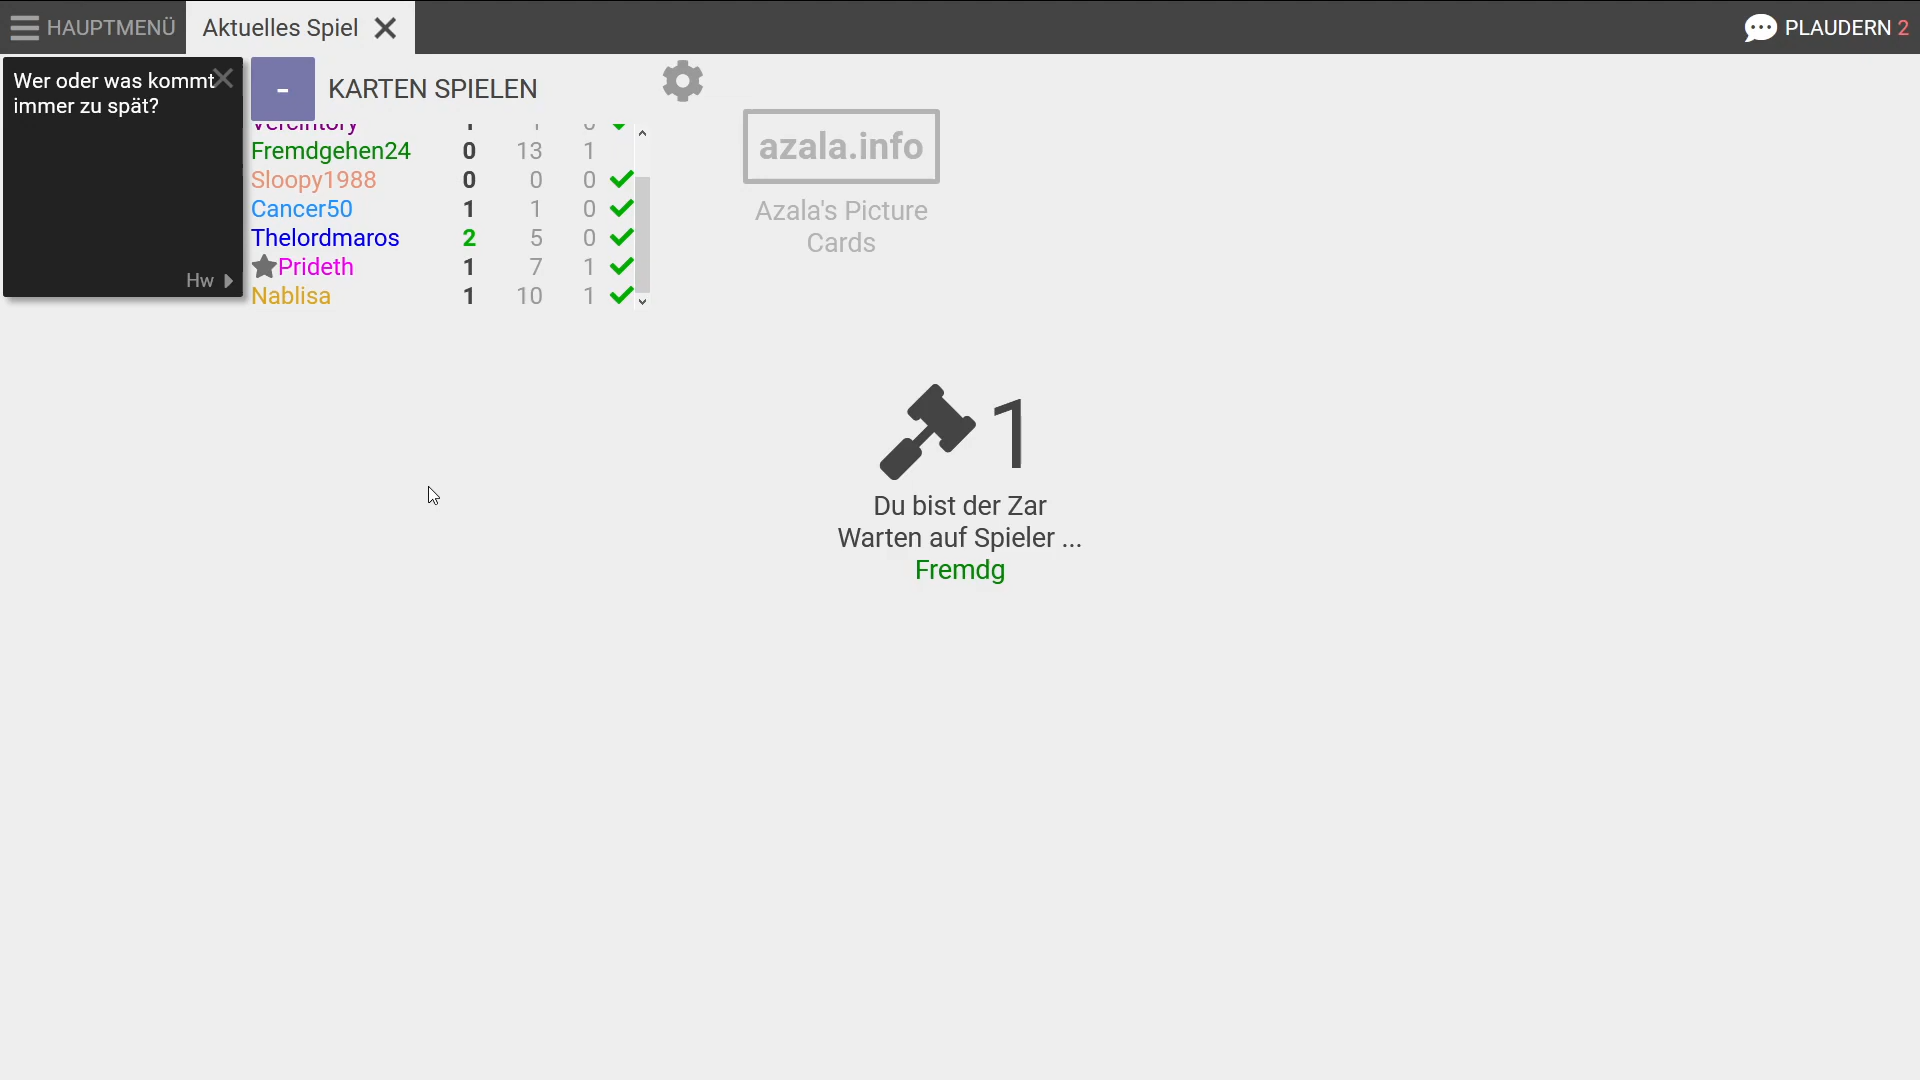 HAUPTMENÜ
Aktuelles Spiel
PLAUDERN 2
Wer oder was kommt
immer zu spät?
Hw
-
KARTEN SPIELEN
Fremdgehen24 0 13 1
Sloopy1988 0 0 0
Cancer50 1 1 0
Thelordmaros 2 5 0
Prideth 1 7 1
Nablisa 1 10 1
azala.info
Azala's Picture
Cards
1
Du bist der Zar
Warten auf Spieler ...
Fremdg